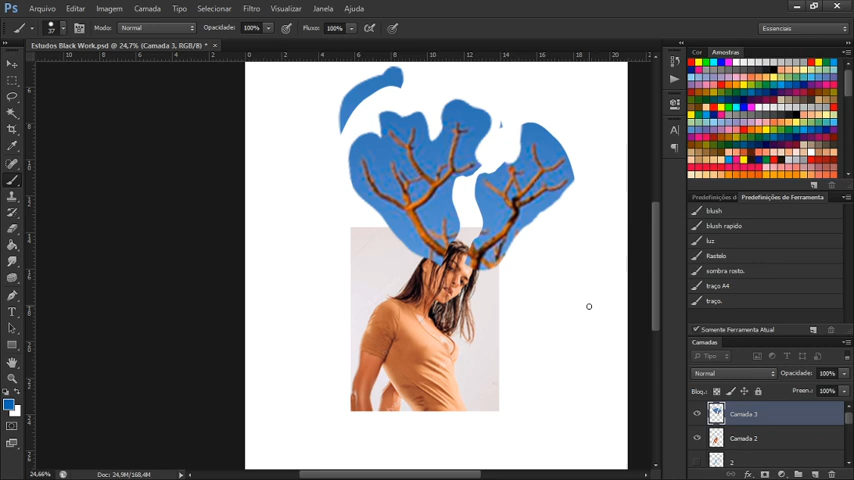 Ps Arquivo Editar Imagem Camada Tipo Selecionar Filtro Visualizar Janela Ajuda
37 Modo: Normal Opacidade: 100% Fluxo: 100% Essenciais
Estudos Black Work.psd @ 24,7% (Camada 3, RGB/8) * ×
Cor Amostras
Predefinições d Predefinições de Ferramenta
blush
blush rapido
luz
Rastelo
sombra rosto.
traço A4
traço.
Somente Ferramenta Atual
Camadas
Tipo
Normal Opacidade: 100%
Bloq.: Preen.: 100%
Camada 3
Camada 2
2
24,66% Doc: 24,9M/168,4M